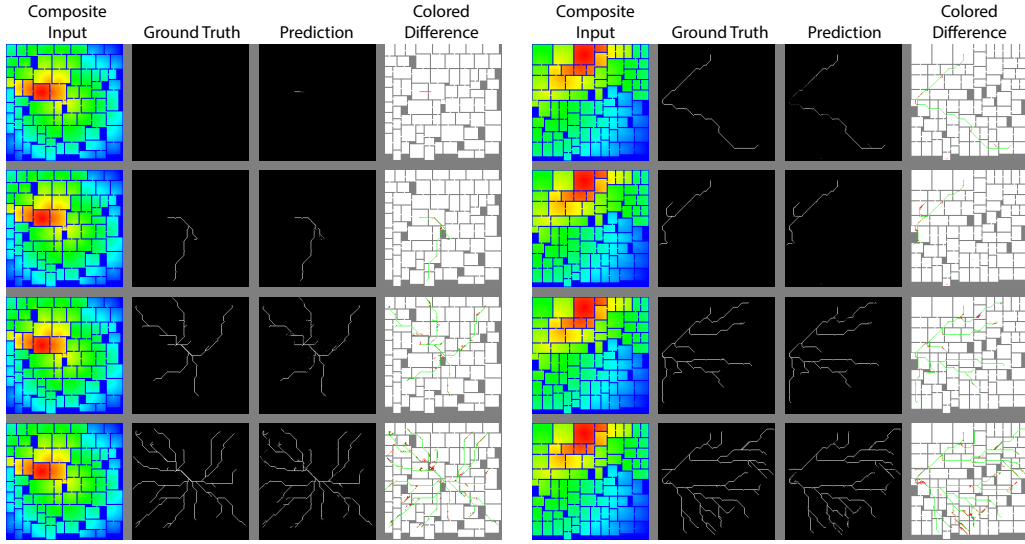 Composite
Input
Ground Truth
Prediction
Colored
Difference
Composite
Input
Ground Truth
Prediction
Colored
Difference